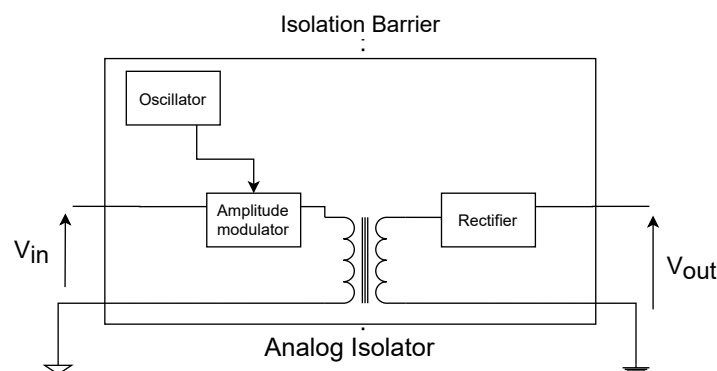 Isolation Barrier
Oscillator
Amplitude
modulator
Rectifier
Vin
Vout
Analog Isolator